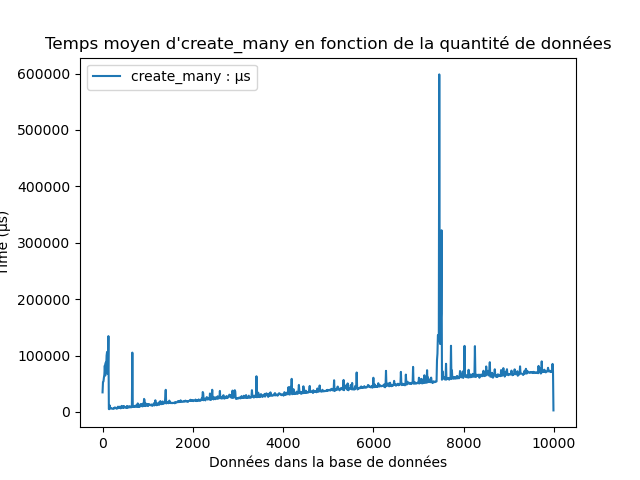 Temps moyen d'create_many en fonction de la quantité de données
create_many : µs
600000
500000
400000
300000
200000
100000
0
Time (µs)
0 2000 4000 6000 8000 10000
Données dans la base de données